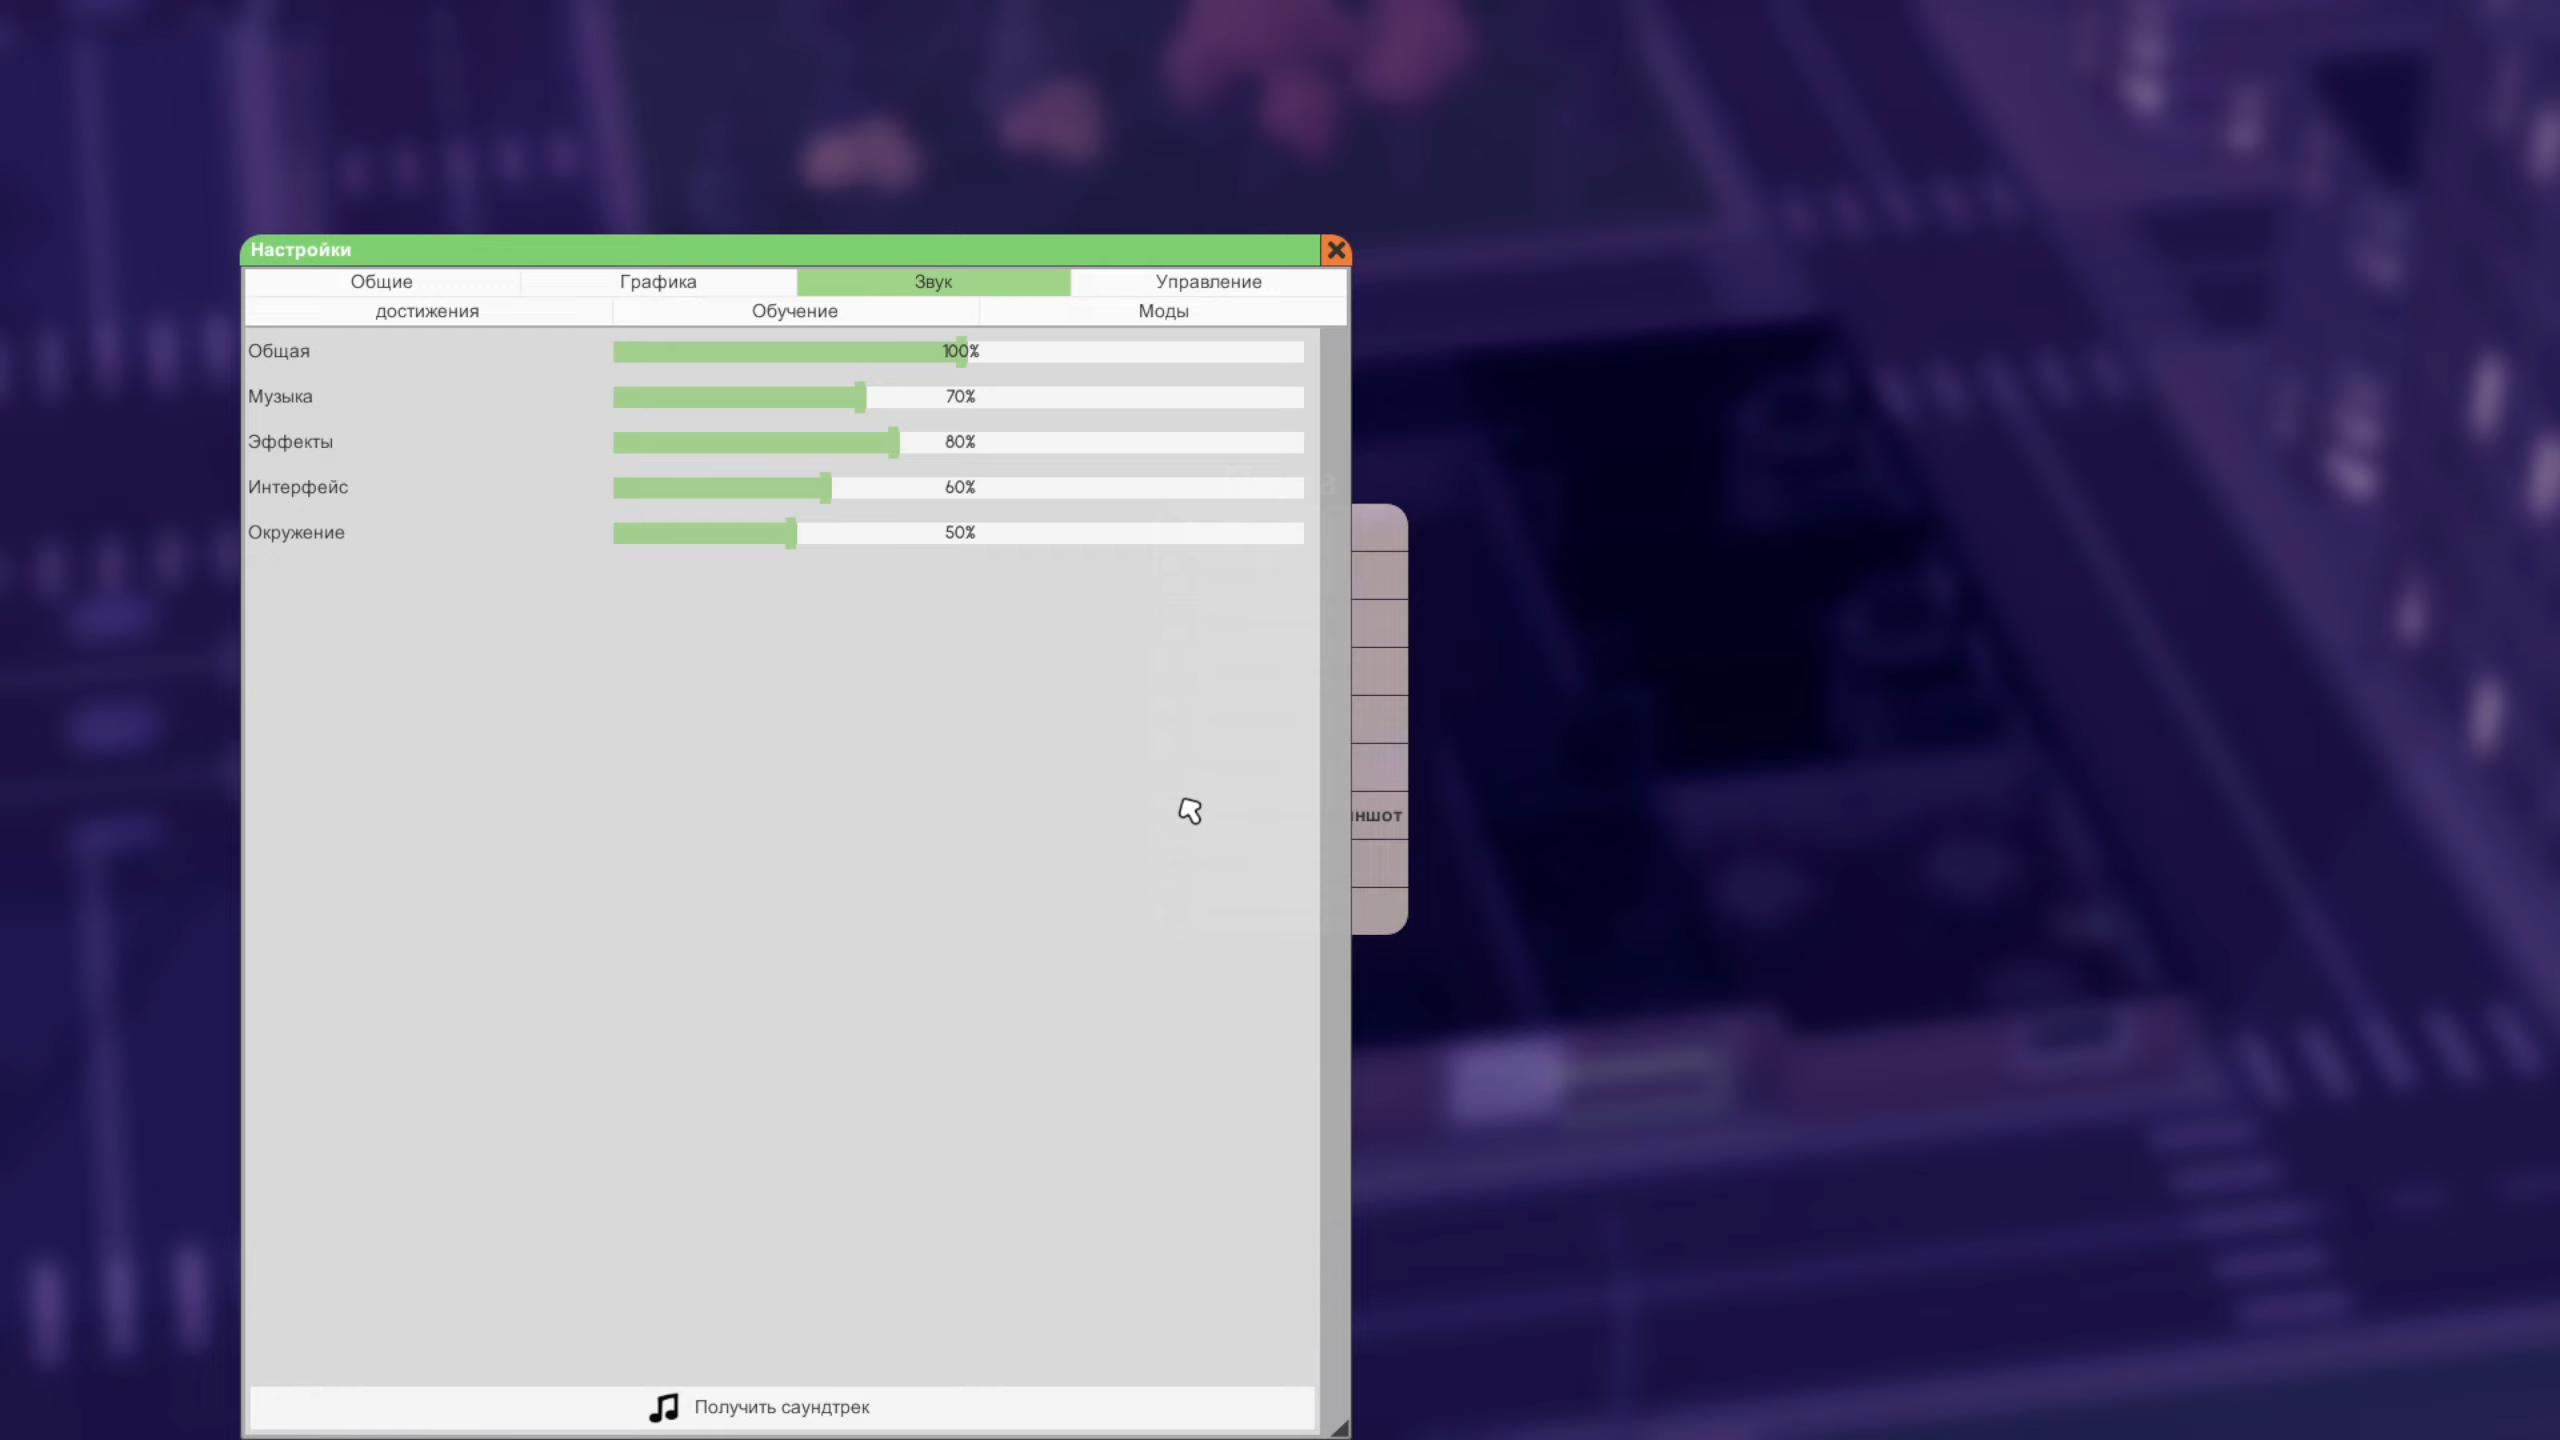 Настройки
Общие Графика Звук Управление
достижения Обучение Моды
Общая 100%
Музыка 70%
Эффекты 80%
Интерфейс 60%
Окружение 50%
ншот
Получить саундтрек